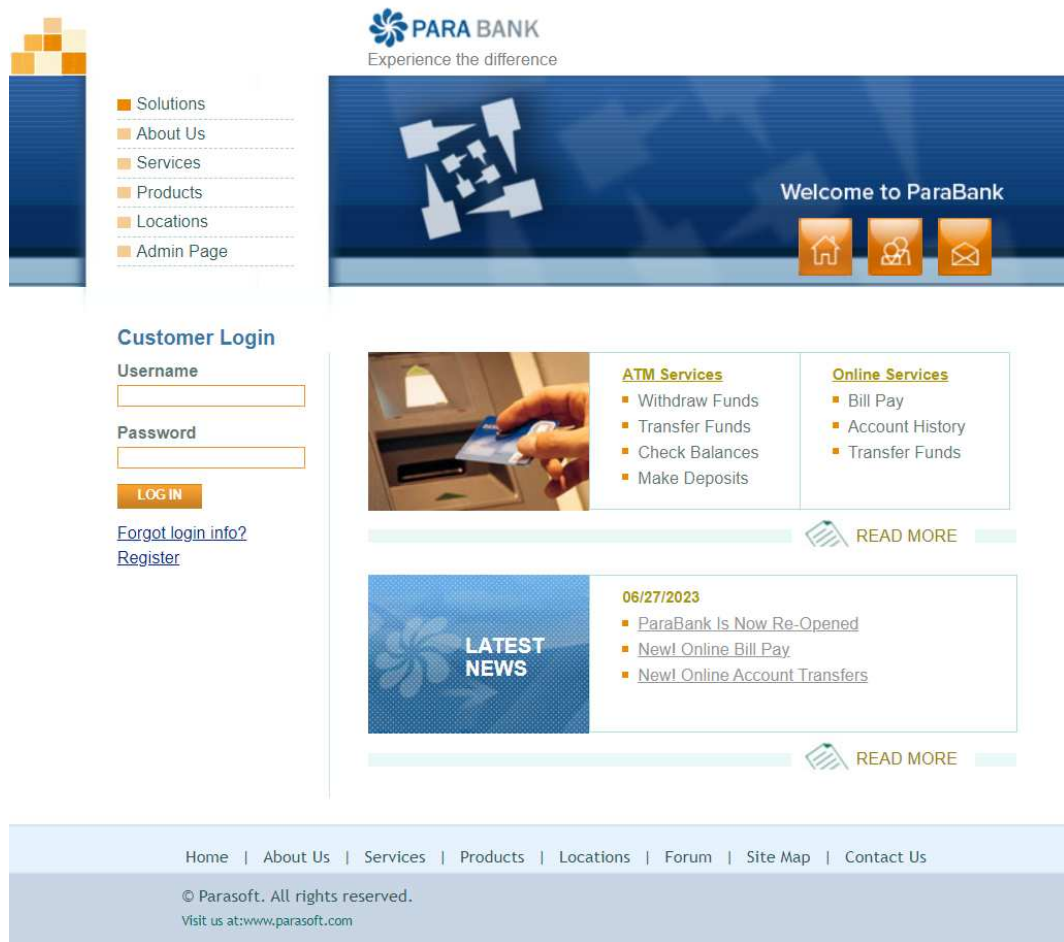 PARA BANK
Experience the difference
Solutions
About Us
Services
Products
Locations
Admin Page
Welcome to ParaBank
Customer Login
Username
Password
LOG IN
Forgot login info?
Register
ATM Services
Withdraw Funds
Transfer Funds
Check Balances
Make Deposits
Online Services
Bill Pay
Account History
Transfer Funds
READ MORE
LATEST
NEWS
06/27/2023
ParaBank Is Now Re-Opened
New! Online Bill Pay
New! Online Account Transfers
READ MORE
Home | About Us | Services | Products | Locations | Forum | Site Map | Contact Us
© Parasoft. All rights reserved.
Visit us at:www.parasoft.com